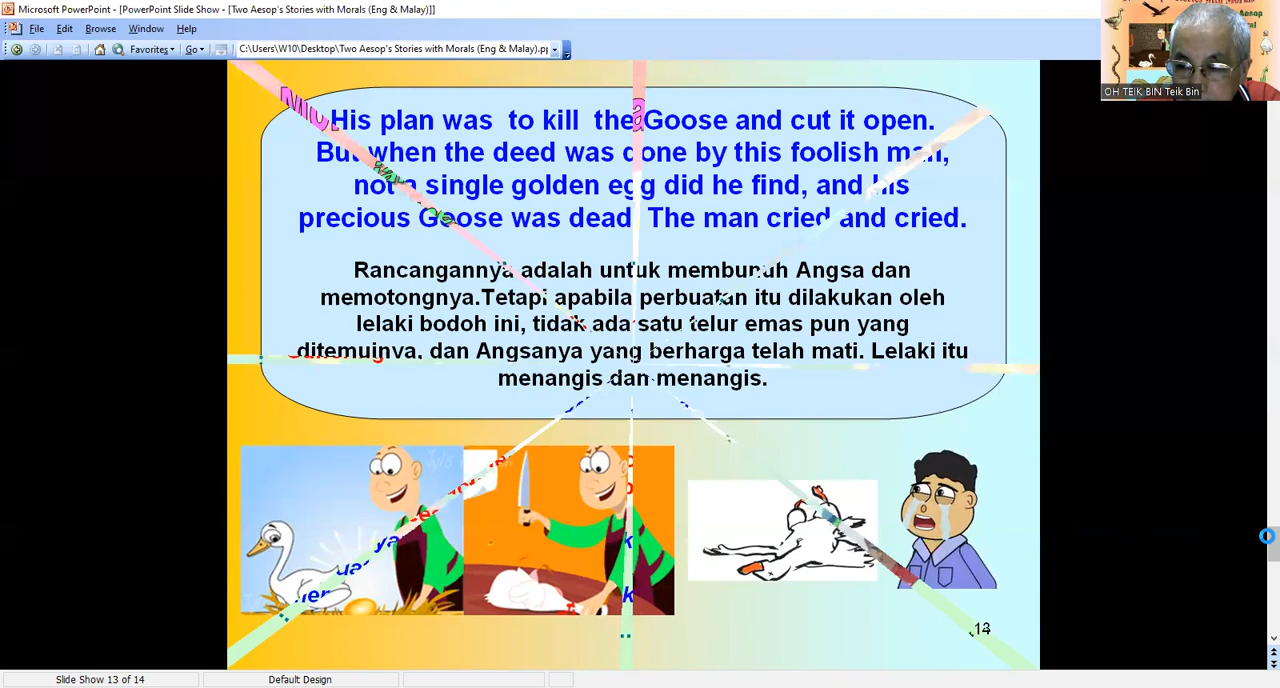 Microsoft PowerPoint - [PowerPoint Slide Show - [Two Aesop's Stories with Morals (Eng & Malay)]]
File Edit Browse Window Help
Favorites Go C:\Users\W10\Desktop\Two Aesop's Stories with Morals (Eng & Malay).p
OH TEIK BIN Teik Bin
His plan was to kill the Goose and cut it open.
But when the deed was done by this foolish man,
not a single golden egg did he find, and his
precious Goose was dead The man cried and cried.
Rancangannya adalah untuk membunuh Angsa dan
memotongnya.Tetapi apabila perbuatan itu dilakukan oleh
lelaki bodoh ini, tidak ada satu telur emas pun yang
ditemuinya, dan Angsanya yang berharga telah mati. Lelaki itu
menangis dan menangis.
Slide Show 13 of 14
Default Design